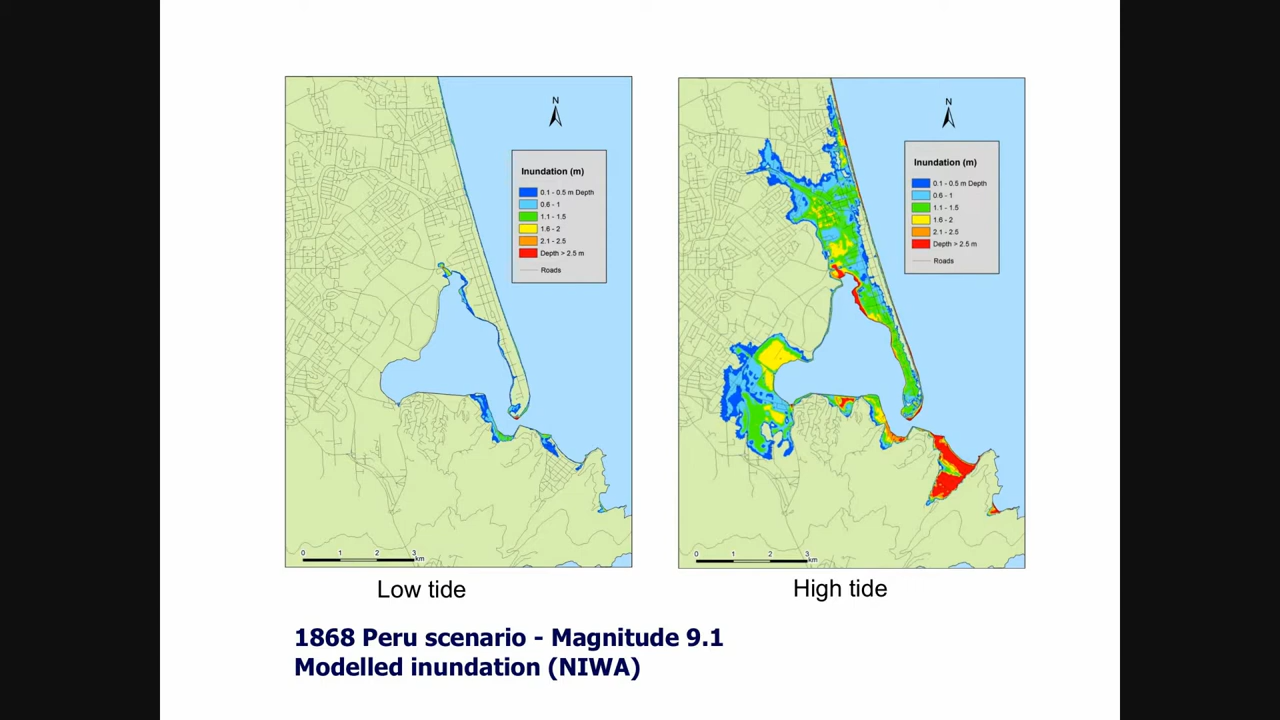 N
Inundation (m)
0.1 - 0.5 m Depth
0.6 - 1
1.1 - 1.5
1.6 - 2
2.1 - 2.5
Depth > 2.5 m
Roads
0 1 2 3 km
Low tide
N
Inundation (m)
0.1 - 0.5 m Depth
0.6 - 1
1.1 - 1.5
1.6 - 2
2.1 - 2.5
Depth > 2.5 m
Roads
0 1 2 3 km
High tide
1868 Peru scenario - Magnitude 9.1
Modelled inundation (NIWA)